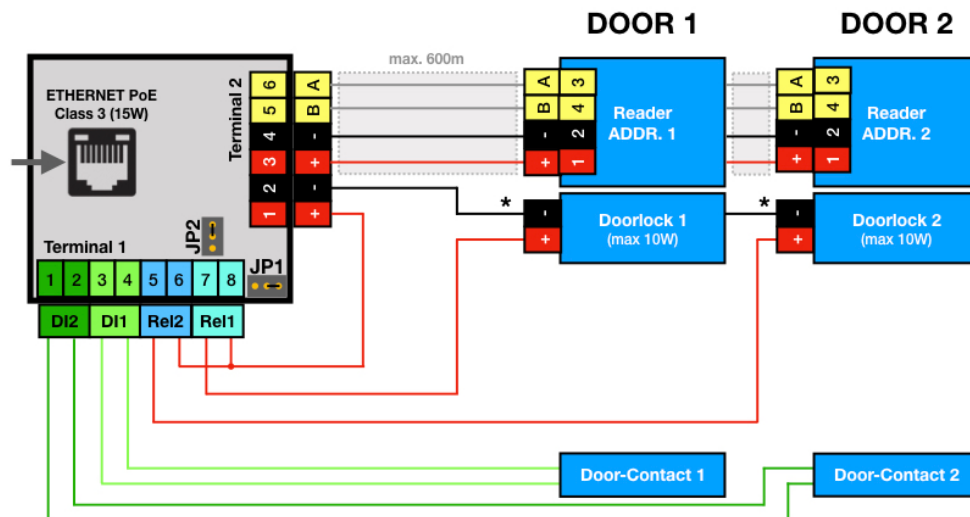 DOOR 1
DOOR 2
max. 600m
ETHERNET PoE
Class 3 (15W)
Terminal 2
6
5
4
3
2
1
A
B
-
+
-
+
A
B
-
+
3
4
2
1
Reader
ADDR. 1
A
B
-
+
3
4
2
1
Reader
ADDR. 2
*
-
+
Doorlock 1
(max 10W)
*
-
+
Doorlock 2
(max 10W)
JP2
Terminal 1
JP1
1 2 3 4 5 6 7 8
DI2 DI1 Rel2 Rel1
Door-Contact 1
Door-Contact 2